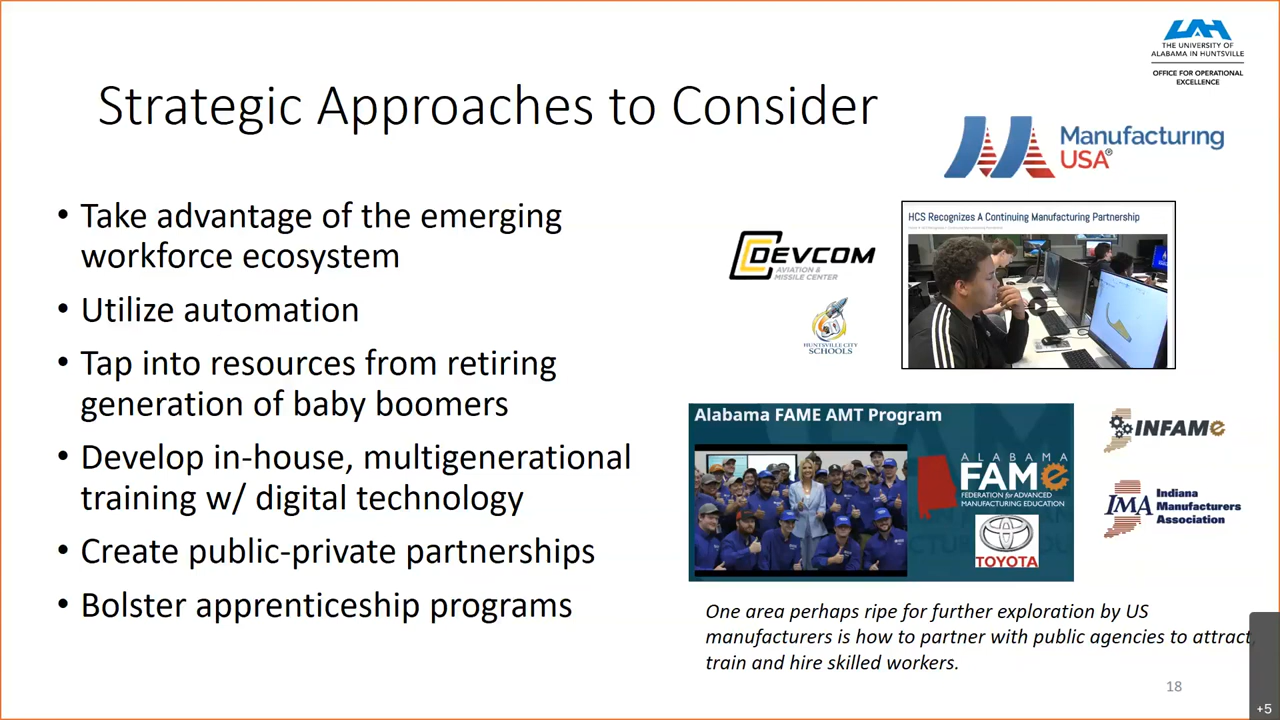 UAH
THE UNIVERSITY OF
ALABAMA IN HUNTSVILLE
OFFICE FOR OPERATIONAL
EXCELLENCE
Strategic Approaches to Consider
Manufacturing
USA®
• Take advantage of the emerging
workforce ecosystem
• Utilize automation
• Tap into resources from retiring
generation of baby boomers
• Develop in-house, multigenerational
training w/ digital technology
• Create public-private partnerships
• Bolster apprenticeship programs
HCS Recognizes A Continuing Manufacturing Partnership
DEVCOM
AVIATION &
MISSILE CENTER
HUNTSVILLE CITY
SCHOOLS
Alabama FAME AMT Program
ALABAMA
FAMe
FEDERATION for ADVANCED
MANUFACTURING EDUCATION
TOYOTA
INFAMe
IMA
Indiana
Manufacturers
Association
One area perhaps ripe for further exploration by US
manufacturers is how to partner with public agencies to attract,
train and hire skilled workers.
18
+5